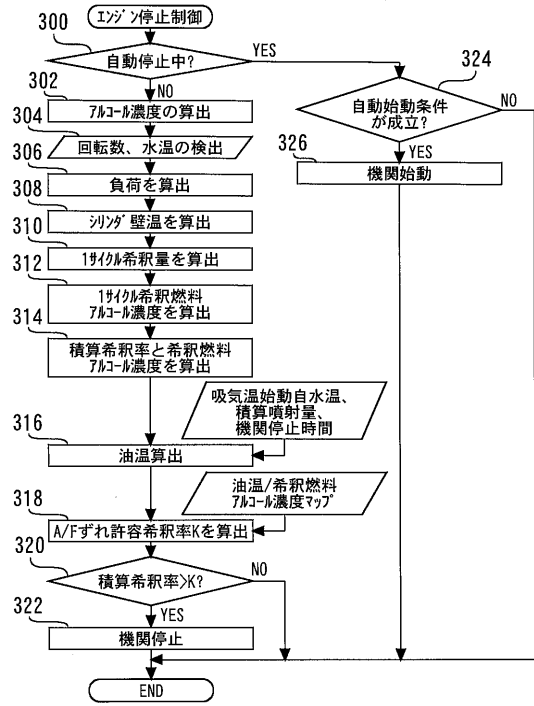 エンジン停止制御
300
自動停止中?
YES
NO
324
自動始動条件
が成立?
NO
YES
326
機関始動
302
アルコール濃度の算出
304
回転数、水温の検出
306
負荷を算出
308
シリンダ壁温を算出
310
1サイクル希釈量を算出
312
1サイクル希釈燃料
アルコール濃度を算出
314
積算希釈率と希釈燃料
アルコール濃度を算出
吸気温始動自水温、
積算噴射量、
機関停止時間
316
油温算出
油温/希釈燃料
アルコール濃度マップ
318
A/Fずれ許容希釈率Kを算出
320
積算希釈率>K?
NO
YES
322
機関停止
END